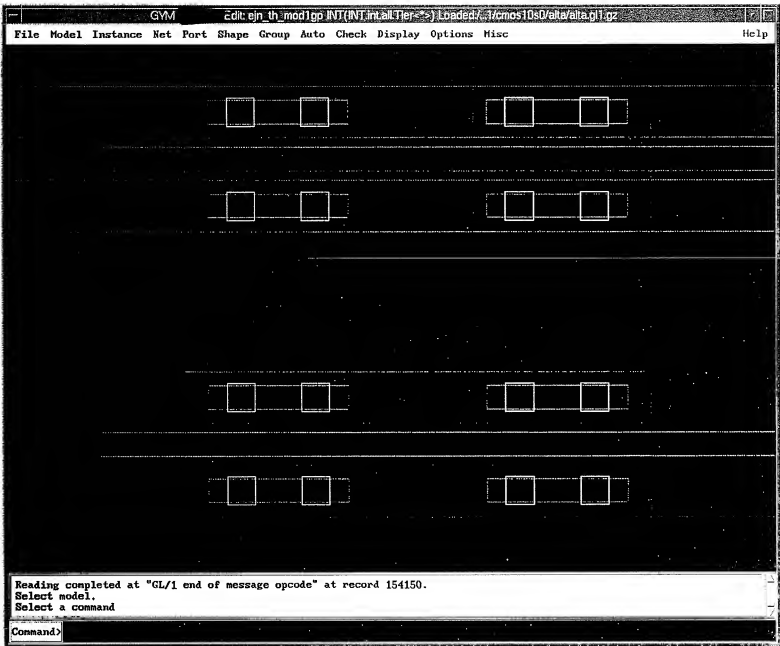 GYM Edit: ejn_th_mod1gp INT(INT.int.all.Tier<*>) Loaded:/..1/cmos10s0/alta/alta.gl1.gz
File Model Instance Net Port Shape Group Auto Check Display Options Misc Help
Reading completed at "GL/1 end of message opcode" at record 154150.
Select model.
Select a command
Command>